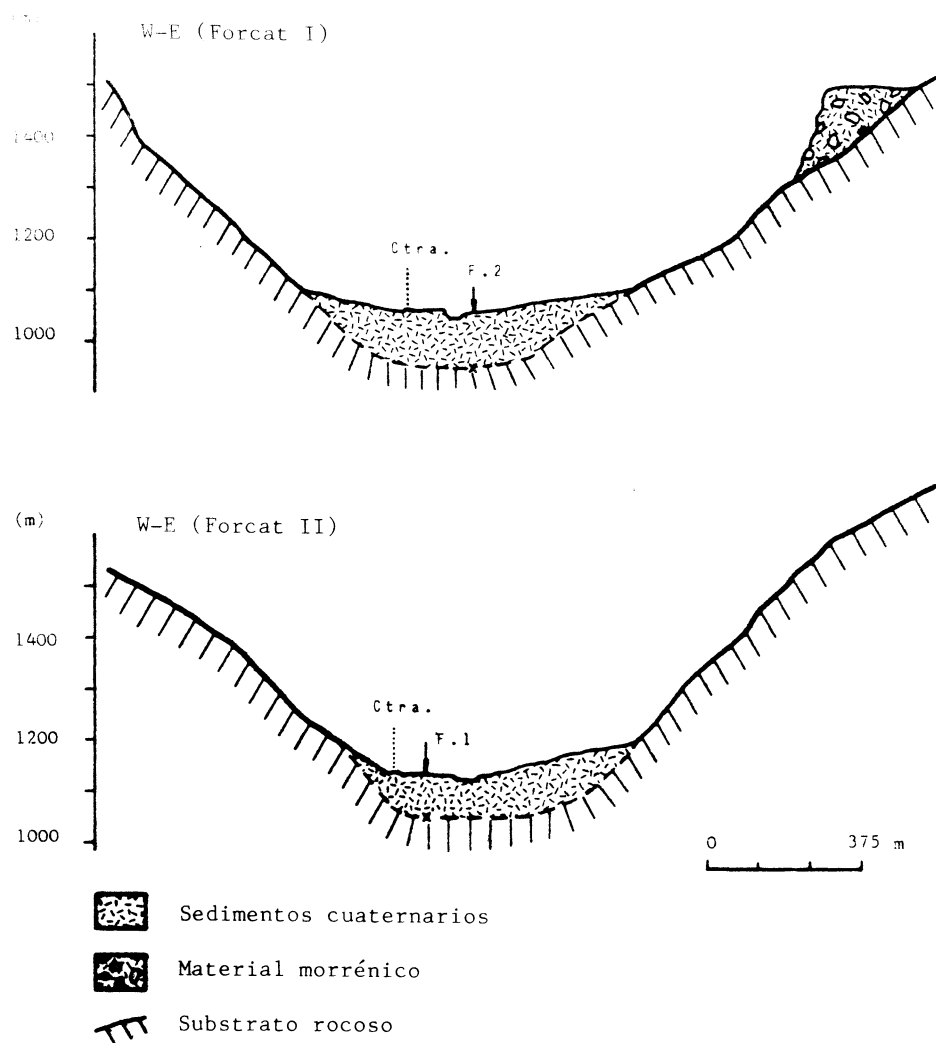 W-E (Forcat I)
1400
Ctra.
F.2
1200
1000
(m)
W-E (Forcat II)
1400
Ctra.
F.1
1200
1000
0 375 m
Sedimentos cuaternarios
Material morrénico
Substrato rocoso